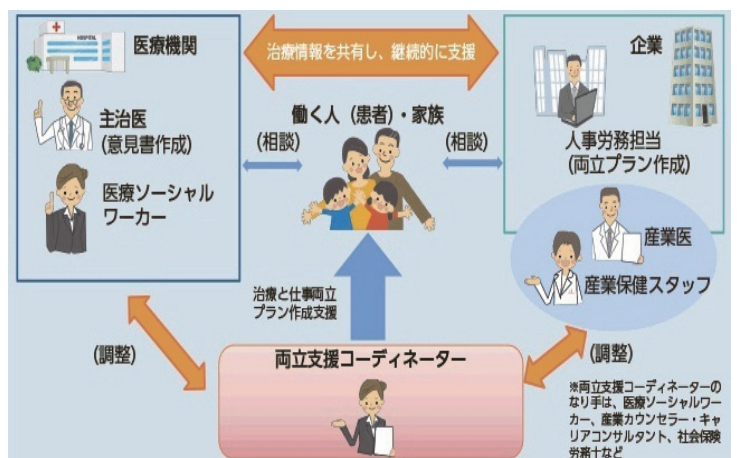 HOSPITAL
医療機関
主治医
(意見書作成)
医療ソーシャル
ワーカー
治療情報を共有し、継続的に支援
働く人（患者）・家族
(相談)
(相談)
企業
人事労務担当
(両立プラン作成)
産業医
産業保健スタッフ
治療と仕事両立
プラン作成支援
(調整)
両立支援コーディネーター
(調整)
※両立支援コーディネーターの
なり手は、医療ソーシャルワー
カー、産業カウンセラー・キャ
リアコンサルタント、社会保険
労務士など